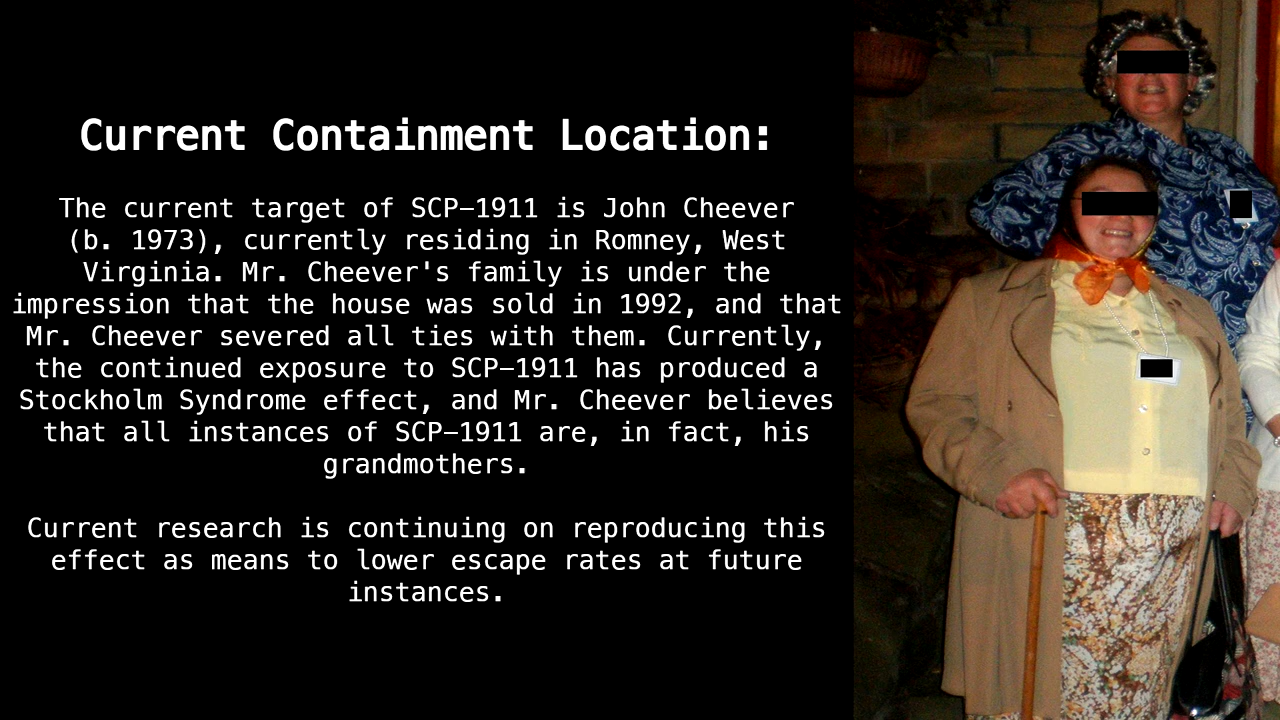 Current Containment Location:
The current target of SCP–1911 is John Cheever
(b. 1973), currently residing in Romney, West
Virginia. Mr. Cheever's family is under the
impression that the house was sold in 1992, and that
Mr. Cheever severed all ties with them. Currently,
the continued exposure to SCP–1911 has produced a
Stockholm Syndrome effect, and Mr. Cheever believes
that all instances of SCP–1911 are, in fact, his
grandmothers.
Current research is continuing on reproducing this
effect as means to lower escape rates at future
instances.